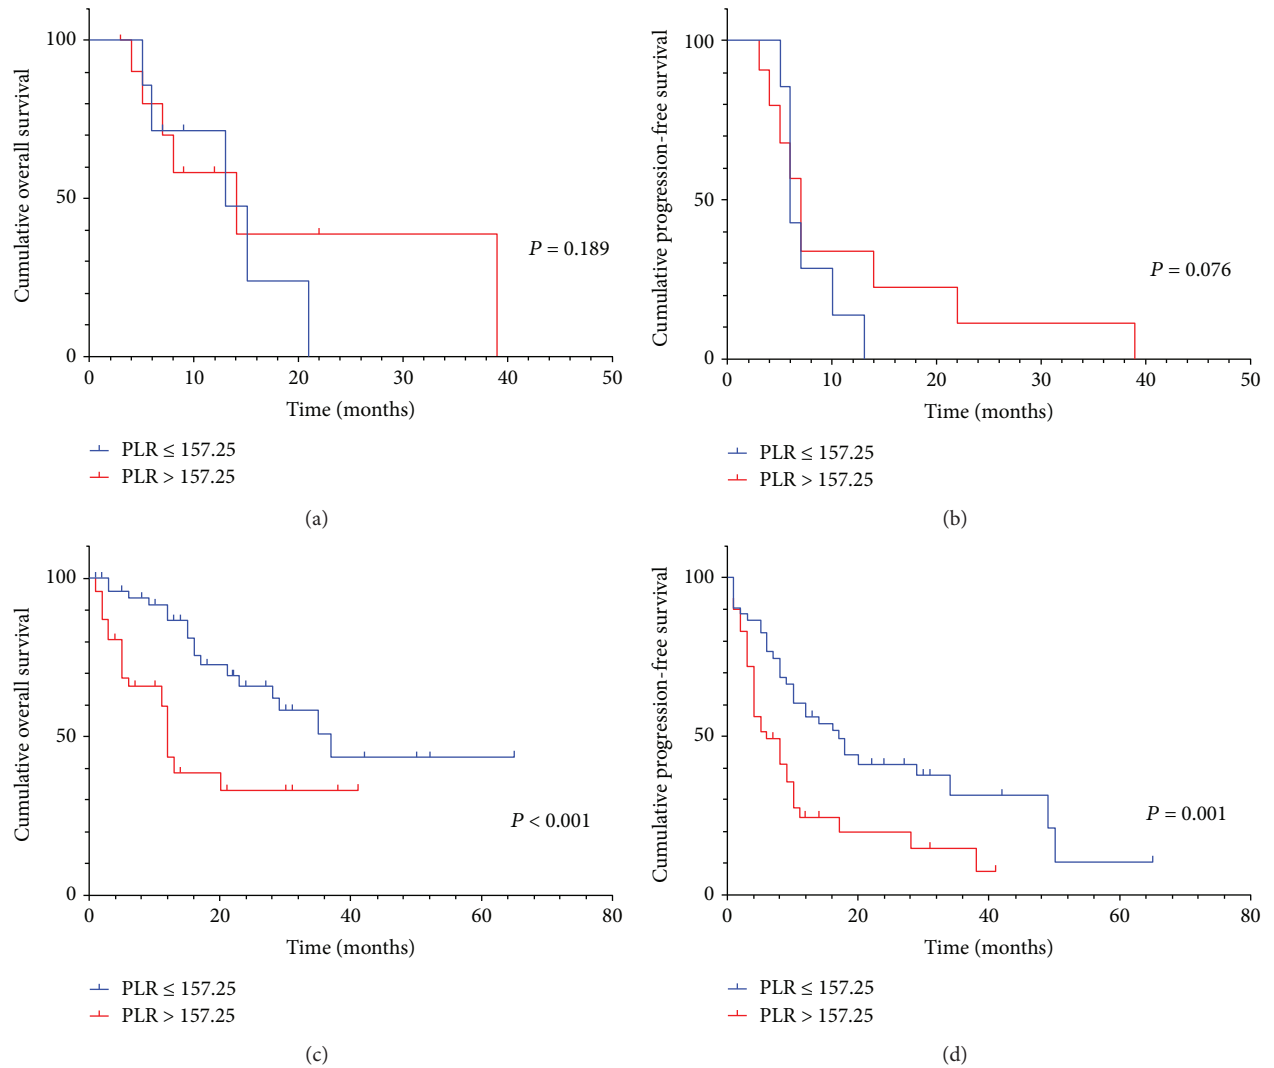 Cumulative overall survival
100
50
0
0 10 20 30 40 50
Time (months)
P = 0.189
PLR ≤ 157.25
PLR > 157.25
(a)
Cumulative progression-free survival
100
50
0
0 10 20 30 40 50
Time (months)
P = 0.076
PLR ≤ 157.25
PLR > 157.25
(b)
Cumulative overall survival
100
50
0
0 20 40 60 80
Time (months)
P < 0.001
PLR ≤ 157.25
PLR > 157.25
(c)
Cumulative progression-free survival
100
50
0
0 20 40 60 80
Time (months)
P = 0.001
PLR ≤ 157.25
PLR > 157.25
(d)